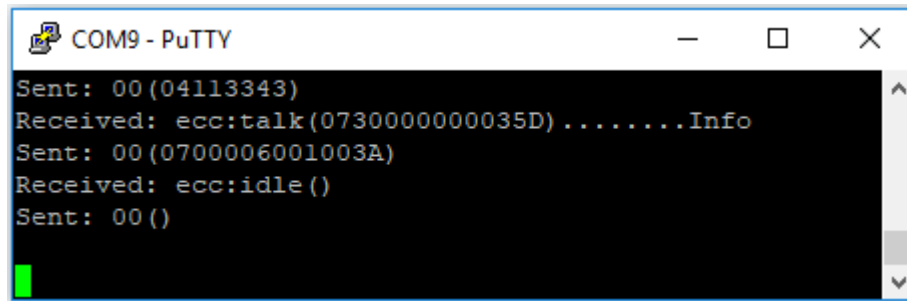 COM9 - PuTTY
Sent: 00(04113343)
Received: ecc:talk(0730000000035D)........Info
Sent: 00(0700006001003A)
Received: ecc:idle()
Sent: 00()